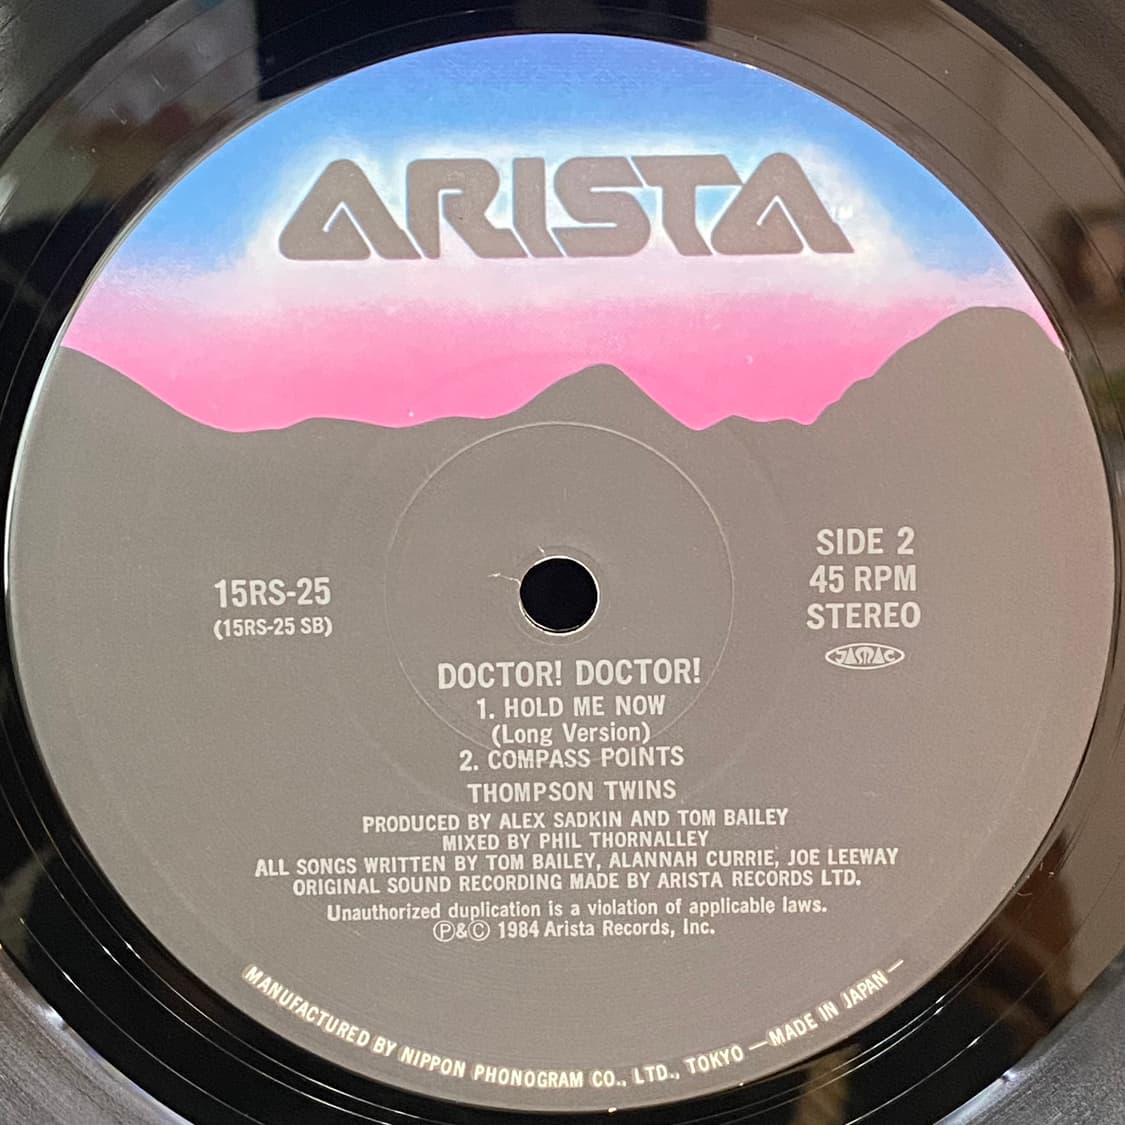 ARISTA
15RS-25
(15RS-25 SB)
SIDE 2
45 RPM
STEREO
JASRAC
DOCTOR! DOCTOR!
1. HOLD ME NOW
(Long Version)
2. COMPASS POINTS
THOMPSON TWINS
PRODUCED BY ALEX SADKIN AND TOM BAILEY
MIXED BY PHIL THORNALLEY
ALL SONGS WRITTEN BY TOM BAILEY, ALANNAH CURRIE, JOE LEEWAY
ORIGINAL SOUND RECORDING MADE BY ARISTA RECORDS LTD.
Unauthorized duplication is a violation of applicable laws.
Ⓟ&Ⓒ 1984 Arista Records, Inc.
MANUFACTURED BY NIPPON PHONOGRAM CO., LTD., TOKYO —MADE IN JAPAN—